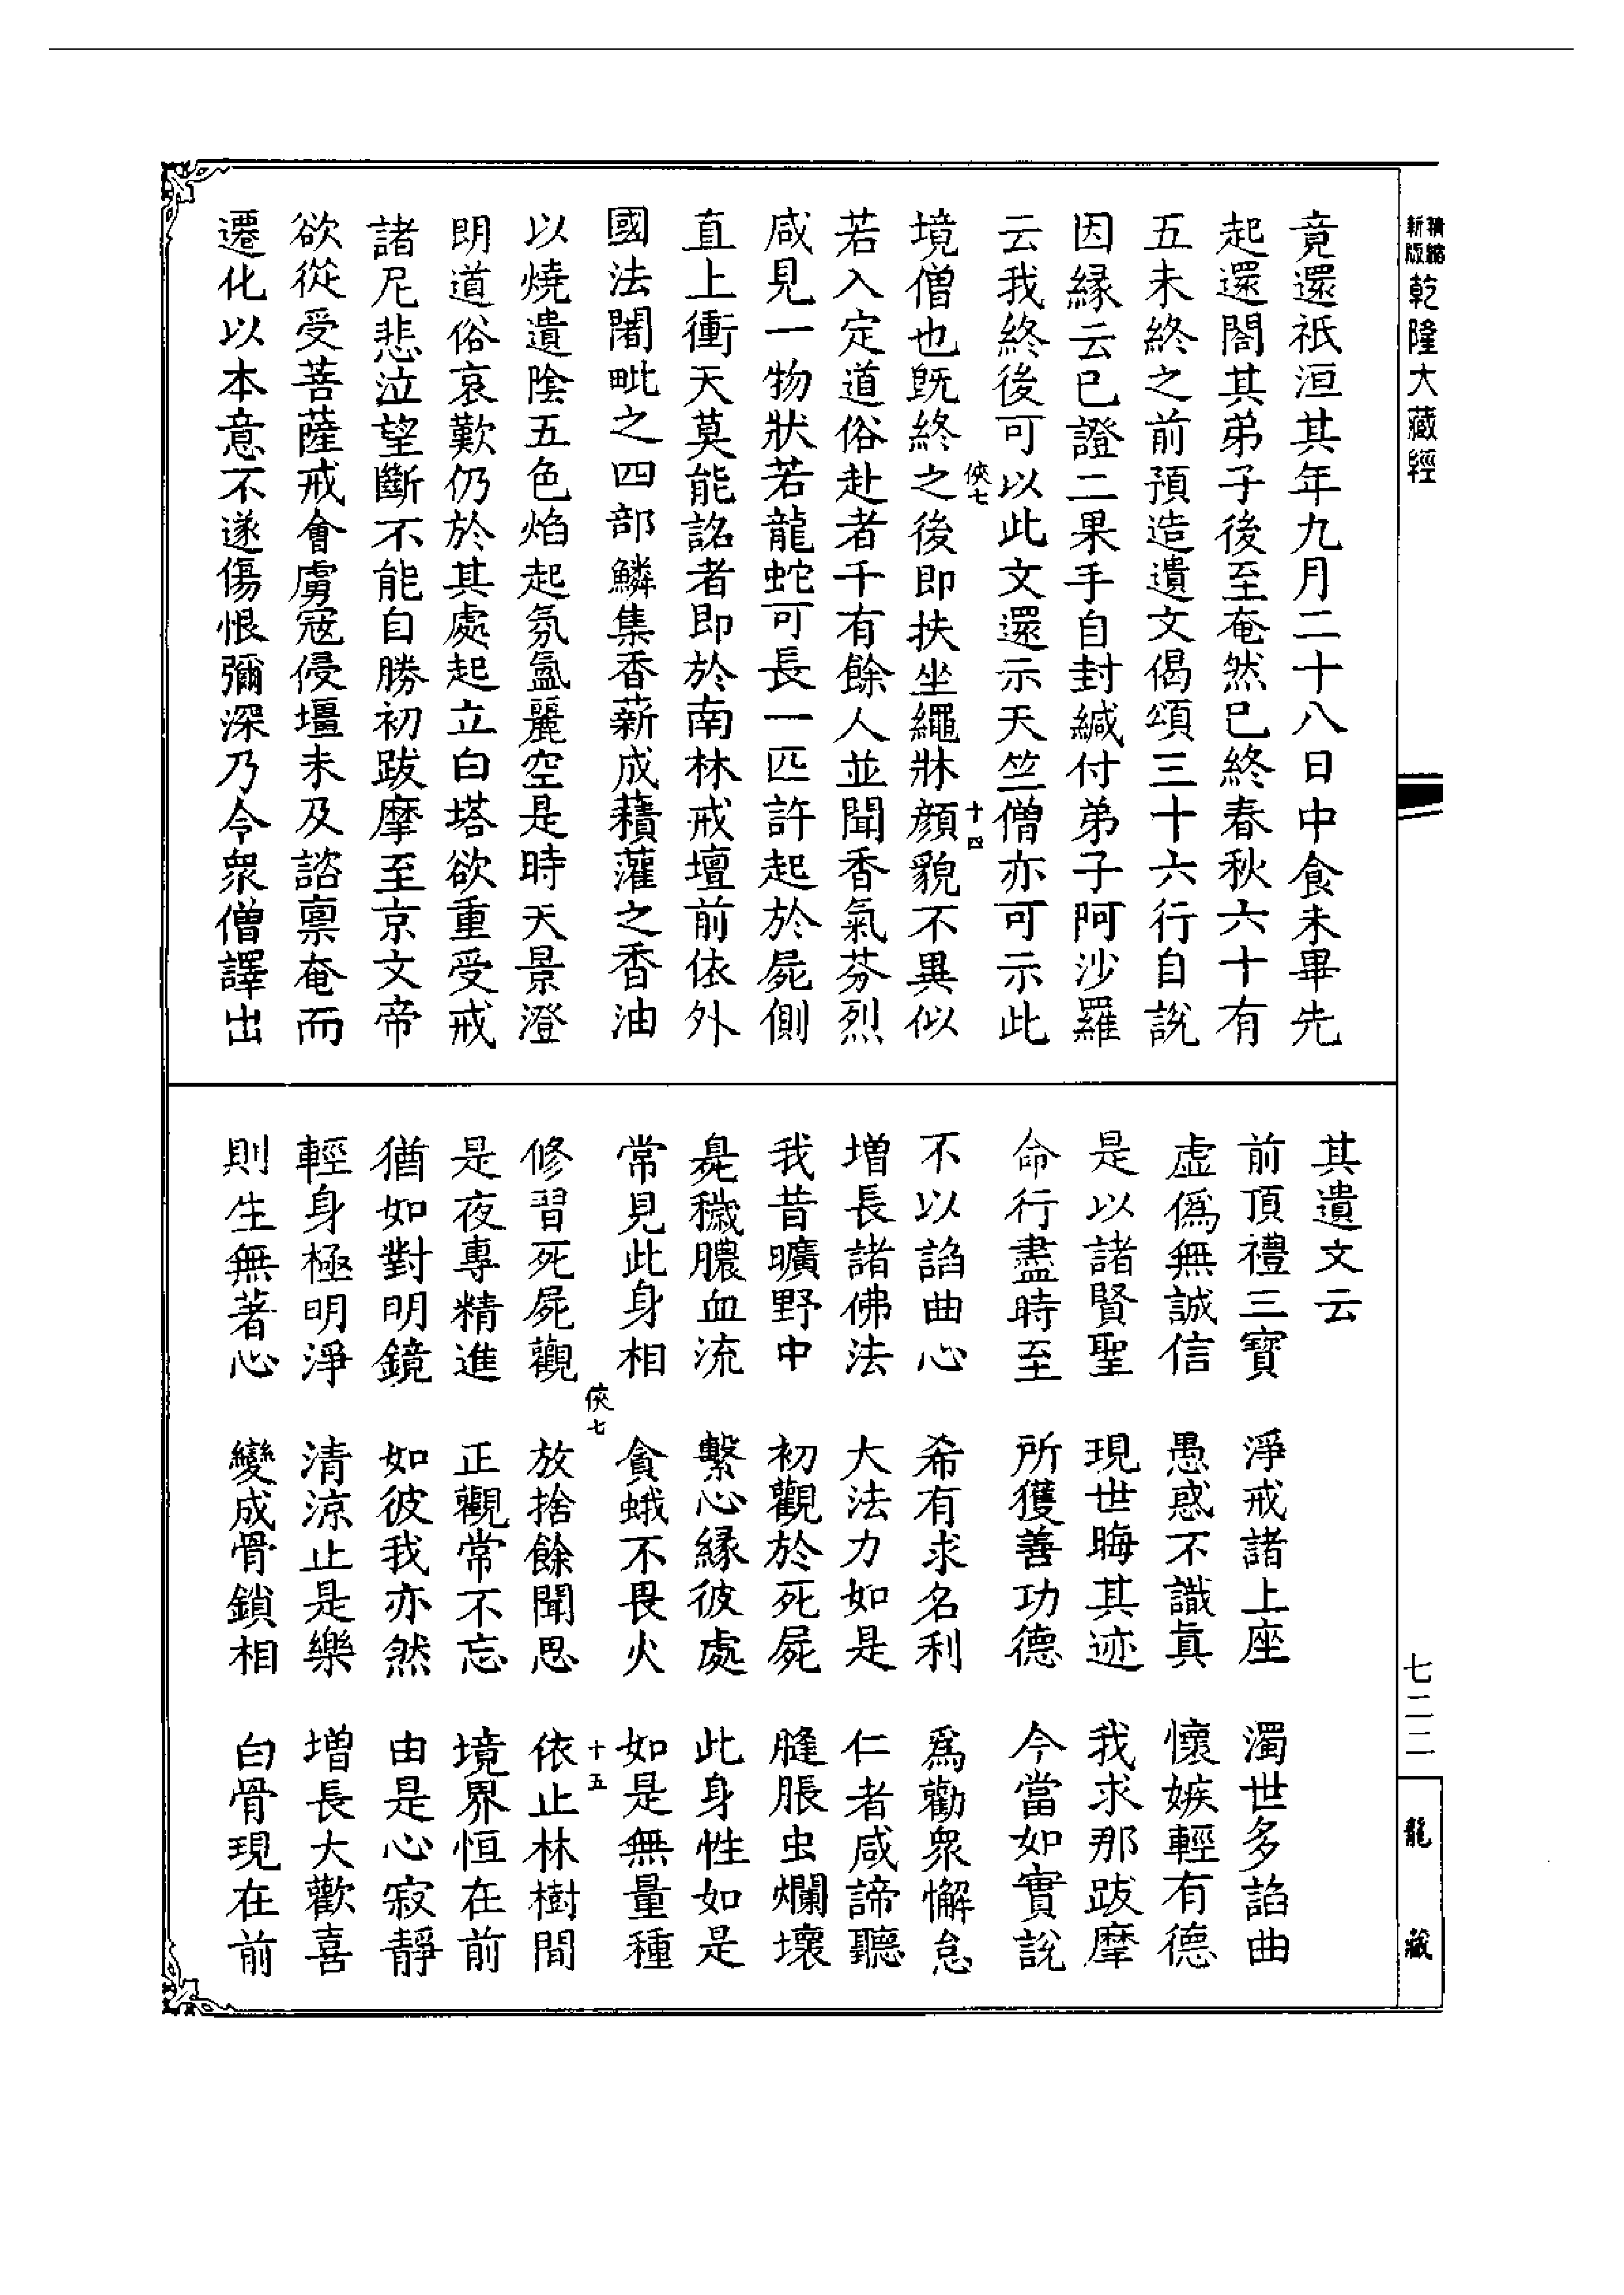 精縮新版
乾隆大藏經
竟還祇洹其年九月二十八日中食未畢先
起還閤其弟子後至奄然已終春秋六十有
五未終之前預造遺文偈頌三十六行自說
因緣云已證二果手自封緘付弟子阿沙羅
云我終後可以此文還示天竺僧亦可示此
俠七
十四
境僧也旣終之後即扶坐繩牀顏貌不異似
若入定道俗赴者千有餘人並聞香氣芬烈
咸見一物狀若龍蛇可長一匹許起於屍側
直上衝天莫能詺者即於南林戒壇前依外
國法闍毗之四部鱗集香薪成䕩灌之香油
以燒遺陰五色焰起氛氳麗空是時天景澄
朗道俗哀歎仍於其處起立白塔欲重受戒
諸尼悲泣望斷不能自勝初跋摩至京文帝
欲從受菩薩戒會虜寇侵壃未及諮稟奄而
遷化以本意不遂傷恨彌深乃令衆僧譯出
其遺文云
前頂禮三寶 淨戒諸上座 濁世多諂曲
虛僞無誠信 愚惑不識眞 懷嫉輕有德
是以諸賢聖 現世晦其迹 我求那跋摩
命行盡時至 所獲善功德 今當如實說
不以諂曲心 希有求名利 爲勸衆懈怠
增長諸佛法 大法力如是 仁者咸諦聽
我昔曠野中 初觀於死屍 膖脹虫爛壞
臭穢膿血流 繫心緣彼處 此身性如是
常見此身相 貪蛾不畏火 如是無量種
俠七
十五
修習死屍觀 放捨餘聞思 依止林樹間
是夜專精進 正觀常不忘 境界恒在前
猶如對明鏡 如彼我亦然 由是心寂靜
輕身極明淨 清涼止是樂 增長大歡喜
則生無著心 變成骨鎖相 白骨現在前
七二二
龍藏